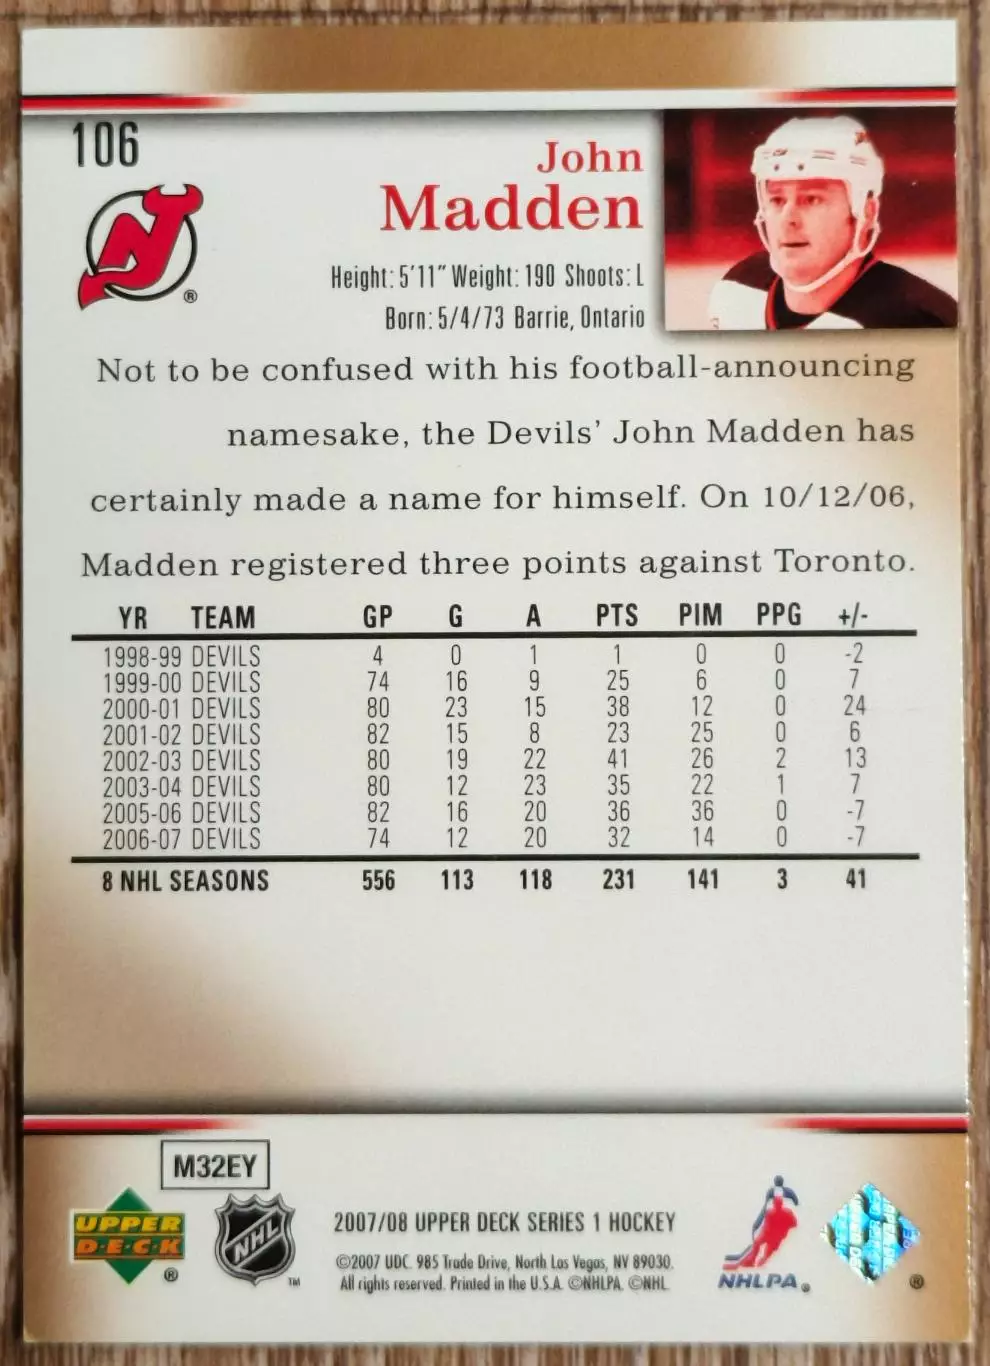 106
John
Madden
Height: 5'11" Weight: 190 Shoots: L
Born: 5/4/73 Barrie, Ontario
Not to be confused with his football-announcing
namesake, the Devils' John Madden has
certainly made a name for himself. On 10/12/06,
Madden registered three points against Toronto.
YR TEAM GP G A PTS PIM PPG +/-
1998-99 DEVILS 4 0 1 1 0 0 -2
1999-00 DEVILS 74 16 9 25 6 0 7
2000-01 DEVILS 80 23 15 38 12 0 24
2001-02 DEVILS 82 15 8 23 25 0 6
2002-03 DEVILS 80 19 22 41 26 2 13
2003-04 DEVILS 80 12 23 35 22 1 7
2005-06 DEVILS 82 16 20 36 36 0 -7
2006-07 DEVILS 74 12 20 32 14 0 -7
8 NHL SEASONS 556 113 118 231 141 3 41
M32EY
UPPER
DECK ®
NHL ™
2007/08 UPPER DECK SERIES 1 HOCKEY
©2007 UDC. 985 Trade Drive, North Las Vegas, NV 89030.
All rights reserved. Printed in the U.S.A. ©NHLPA. ©NHL.
NHLPA®
®